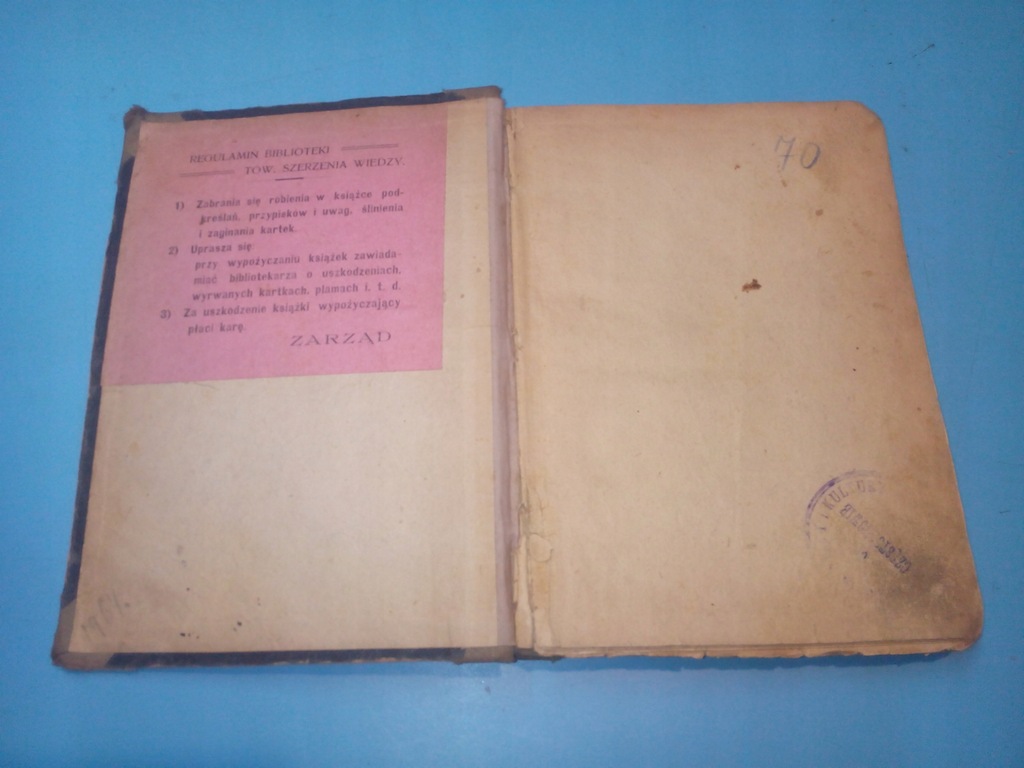 REGULAMIN BIBLIOTEKI
TOW. SZERZENIA WIEDZY.
1) Zabrania się robienia w książce pod-
kreślań, przypisków i uwag, ślinienia
i zaginania kartek.
2) Uprasza się:
przy wypożyczaniu książek zawiada-
miać bibliotekarza o uszkodzeniach,
wyrwanych kartkach, plamach i. t. d.
3) Za uszkodzenie książki wypożyczający
płaci karę.
ZARZĄD
70